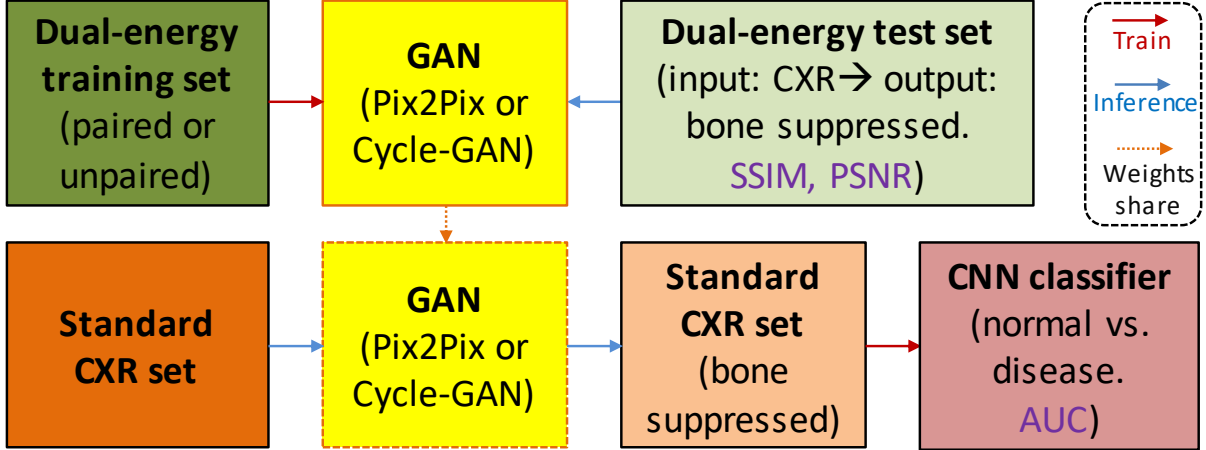 Dual-energy
training set
(paired or
unpaired)
GAN
(Pix2Pix or
Cycle-GAN)
Dual-energy test set
(input: CXR→ output:
bone suppressed.
SSIM, PSNR)
Train
Inference
Weights
share
Standard
CXR set
GAN
(Pix2Pix or
Cycle-GAN)
Standard
CXR set
(bone
suppressed)
CNN classifier
(normal vs.
disease.
AUC)